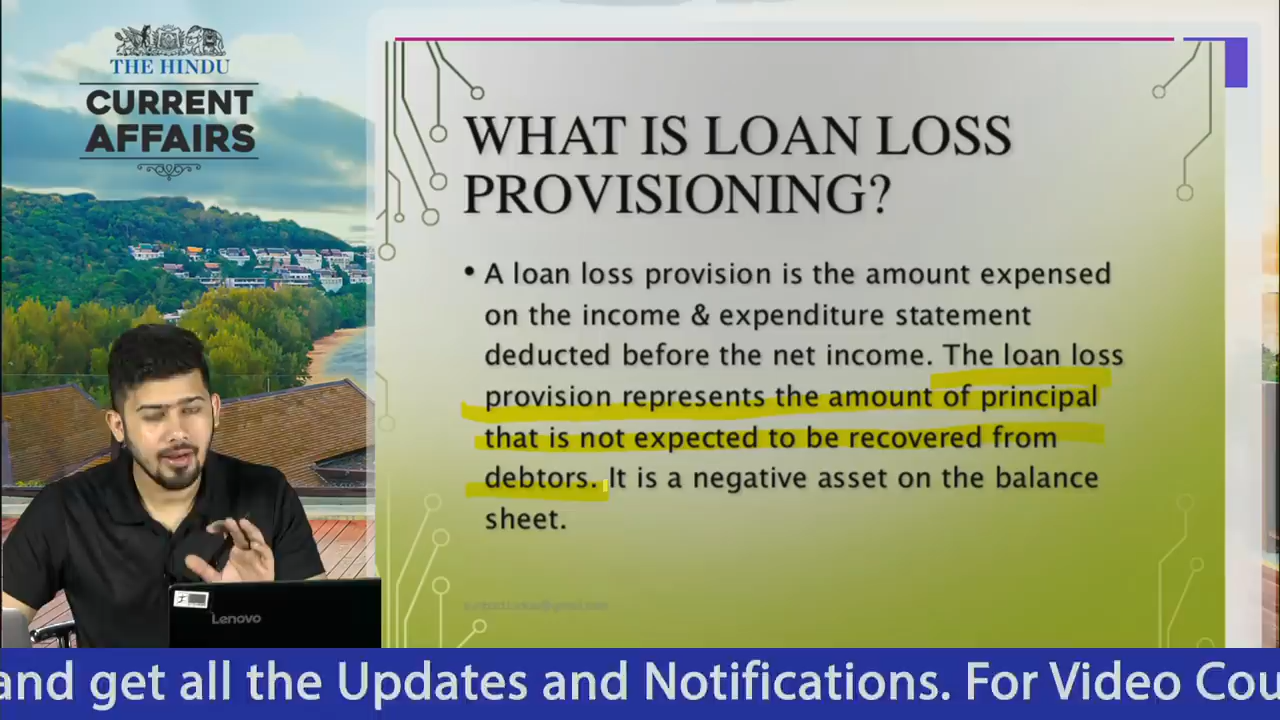 THE HINDU
CURRENT
AFFAIRS
WHAT IS LOAN LOSS
PROVISIONING?
• A loan loss provision is the amount expensed
on the income & expenditure statement
deducted before the net income. The loan loss
provision represents the amount of principal
that is not expected to be recovered from
debtors. It is a negative asset on the balance
sheet.
Lenovo
and get all the Updates and Notifications. For Video Cou